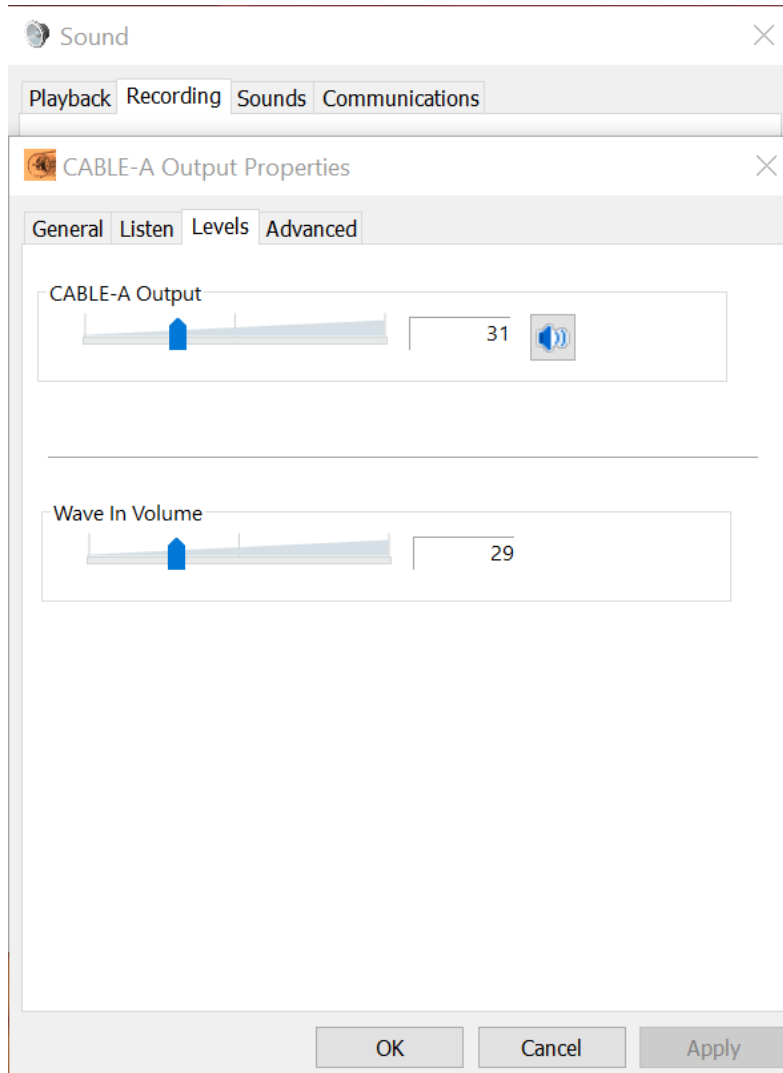 Sound
Playback Recording Sounds Communications
CABLE-A Output Properties
General Listen Levels Advanced
CABLE-A Output
31
Wave In Volume
29
OK Cancel Apply